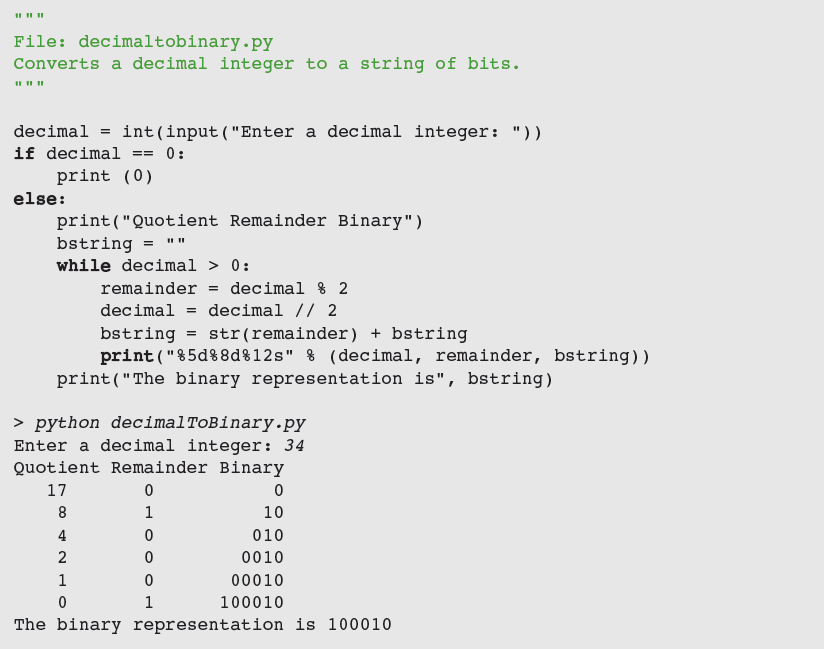 """
File: decimaltobinary.py
Converts a decimal integer to a string of bits.
"""

decimal = int(input("Enter a decimal integer: "))
if decimal == 0:
    print (0)
else:
    print("Quotient Remainder Binary")
    bstring = ""
    while decimal > 0:
        remainder = decimal % 2
        decimal = decimal // 2
        bstring = str(remainder) + bstring
        print("%5d%8d%12s" % (decimal, remainder, bstring))
    print("The binary representation is", bstring)

> python decimalToBinary.py
Enter a decimal integer: 34
Quotient Remainder Binary
   17       0           0
    8       1          10
    4       0         010
    2       0        0010
    1       0       00010
    0       1      100010
The binary representation is 100010